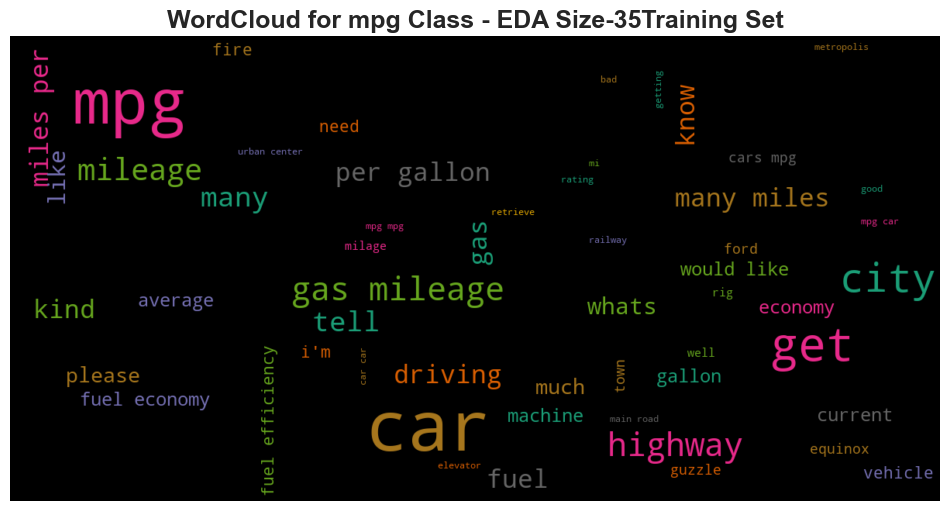 WordCloud for mpg Class - EDA Size-35Training Set
fire
metropolis
miles per
mpg
bad
getting
know
need
urban center
like
mileage
per gallon
mi
cars mpg
many
rating
many miles
good
retrieve
mpg mpg
milage
gas
railway
mpg car
ford
would like
city
gas mileage
rig
kind
average
tell
whats
economy
get
i'm
car car
well
please
fuel economy
fuel efficiency
driving
much
town
gallon
car
machine
main road
current
highway
equinox
elevator
fuel
guzzle
vehicle